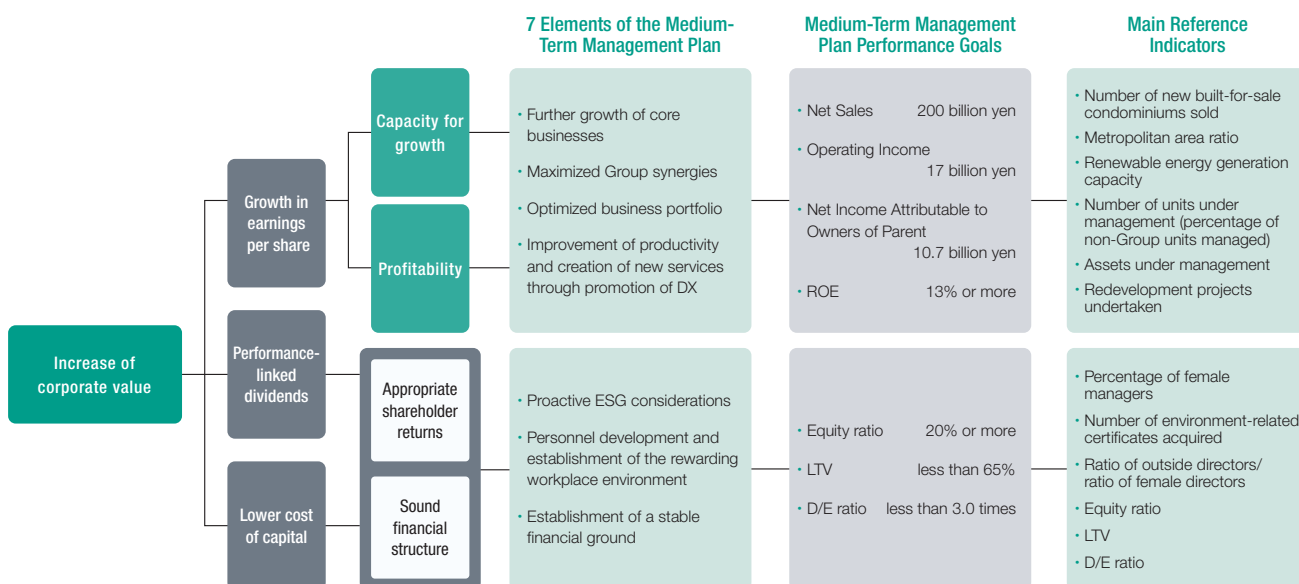 7 Elements of the Medium-
Term Management Plan
Medium-Term Management
Plan Performance Goals
Main Reference
Indicators
Increase of
corporate value
Growth in
earnings
per share
Performance-
linked
dividends
Lower cost
of capital
Capacity for
growth
Profitability
Appropriate
shareholder
returns
Sound
financial
structure
• Further growth of core
businesses
• Maximized Group synergies
• Optimized business portfolio
• Improvement of productivity
and creation of new services
through promotion of DX
• Net Sales 200 billion yen
• Operating Income
17 billion yen
• Net Income Attributable to
Owners of Parent
10.7 billion yen
• ROE 13% or more
• Number of new built-for-sale
condominiums sold
• Metropolitan area ratio
• Renewable energy generation
capacity
• Number of units under
management (percentage of
non-Group units managed)
• Assets under management
• Redevelopment projects
undertaken
• Proactive ESG considerations
• Personnel development and
establishment of the rewarding
workplace environment
• Establishment of a stable
financial ground
• Equity ratio 20% or more
• LTV less than 65%
• D/E ratio less than 3.0 times
• Percentage of female
managers
• Number of environment-related
certificates acquired
• Ratio of outside directors/
ratio of female directors
• Equity ratio
• LTV
• D/E ratio